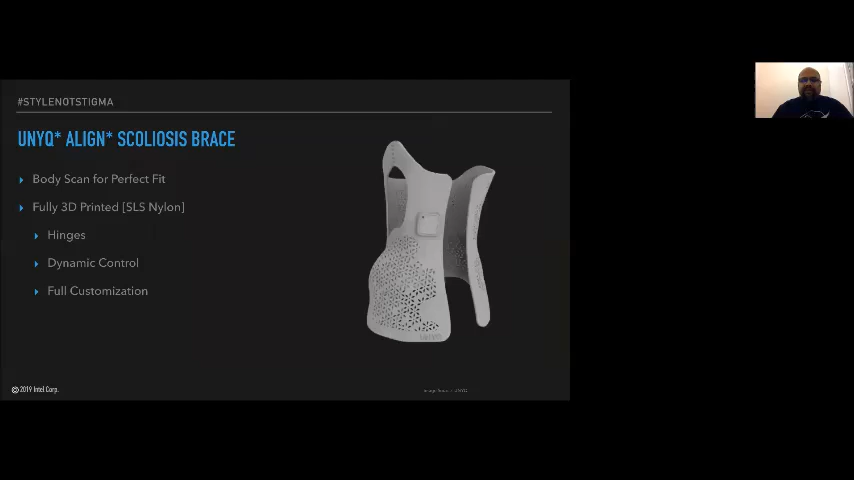 #STYLENOTSTIGMA
UNYQ* ALIGN* SCOLIOSIS BRACE
Body Scan for Perfect Fit
Fully 3D Printed [SLS Nylon]
Hinges
Dynamic Control
Full Customization
© 2019 Intel Corp.